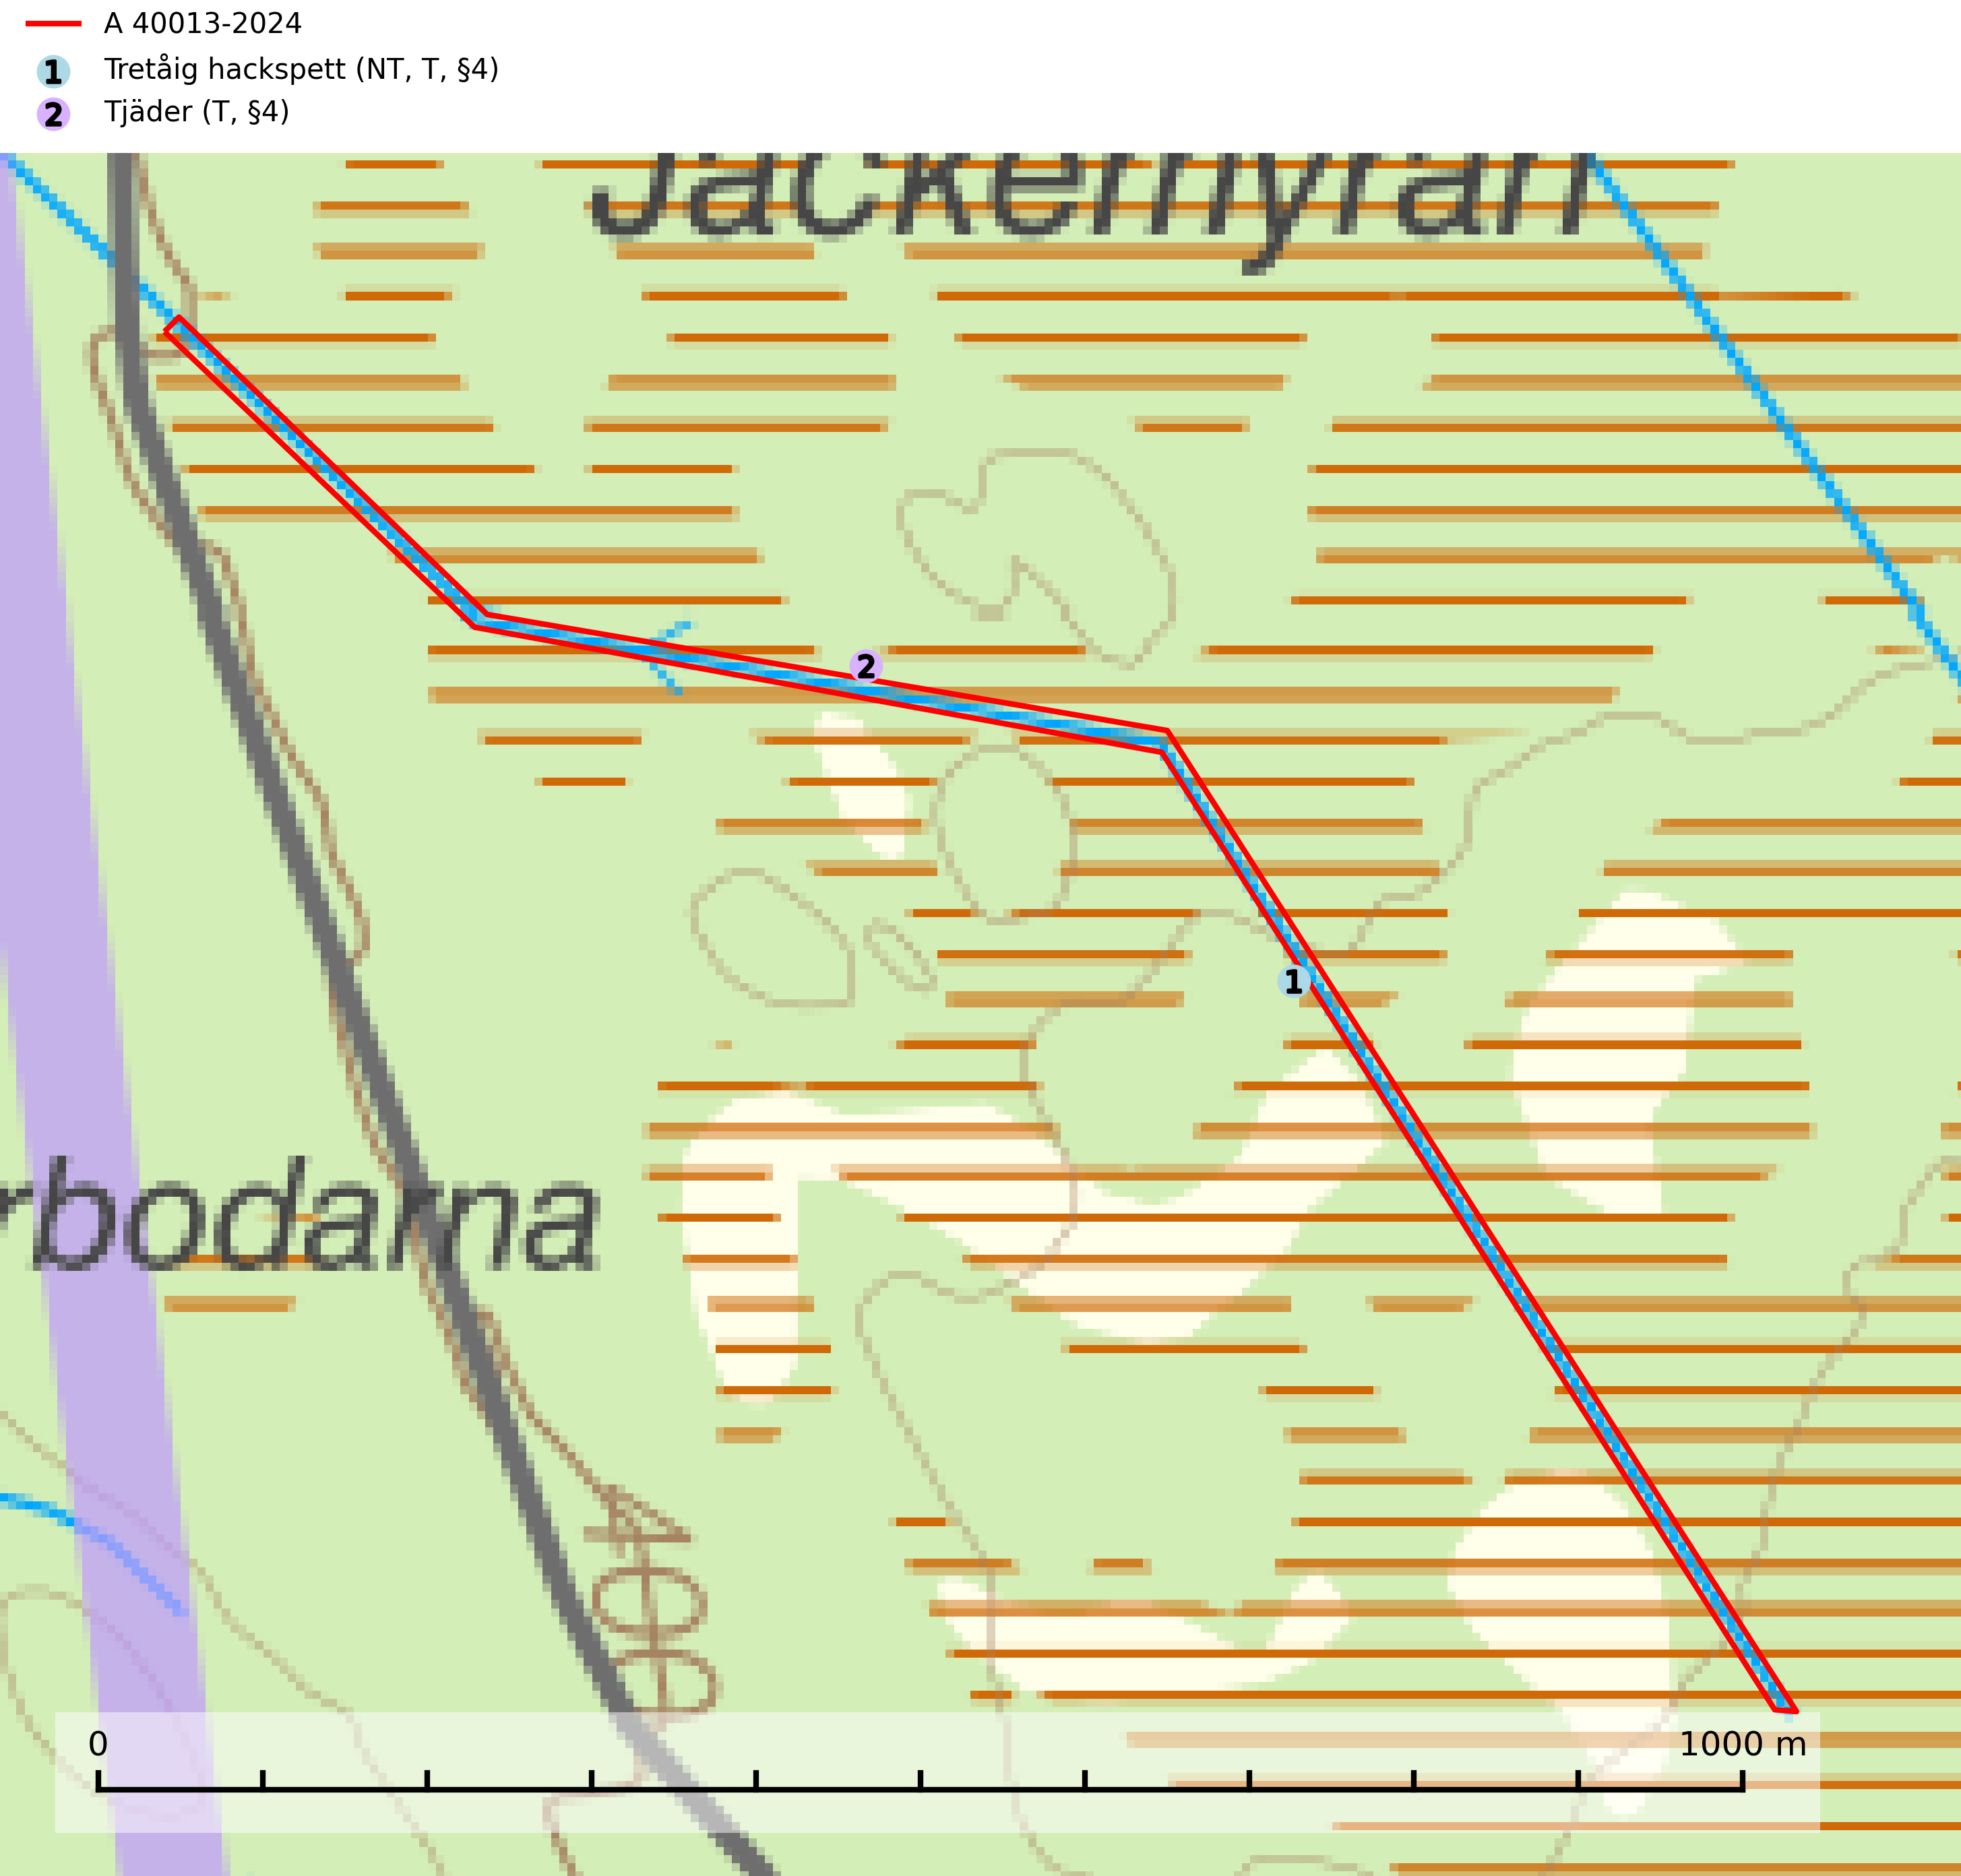 A 40013-2024
1 Tretåig hackspett (NT, T, §4)
2 Tjäder (T, §4)
2
1
rbodarna
0
1000 m